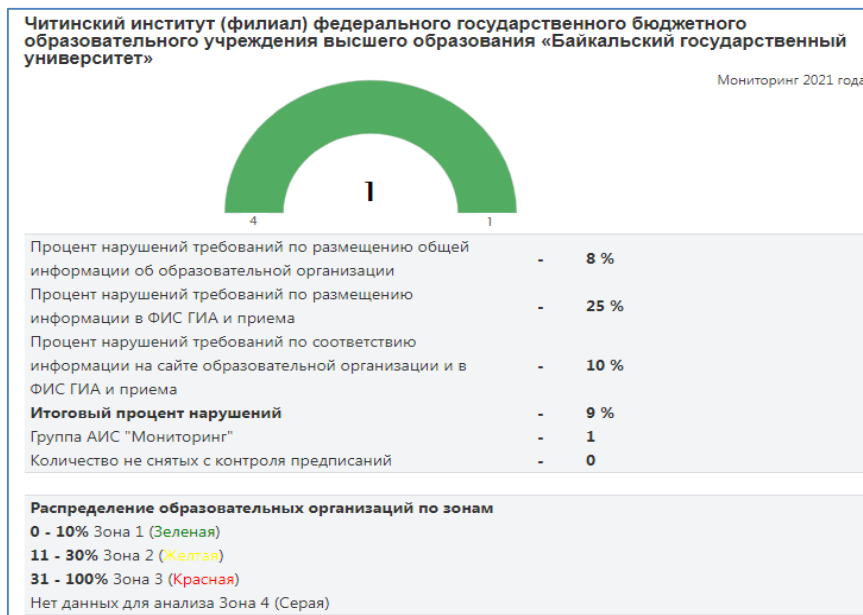 Читинский институт (филиал) федерального государственного бюджетного
образовательного учреждения высшего образования «Байкальский государственный
университет»
Мониторинг 2021 года
1
4
1
Процент нарушений требований по размещению общей
информации об образовательной организации - 8 %
Процент нарушений требований по размещению
информации в ФИС ГИА и приема - 25 %
Процент нарушений требований по соответствию
информации на сайте образовательной организации и в - 10 %
ФИС ГИА и приема
Итоговый процент нарушений - 9 %
Группа АИС "Мониторинг" - 1
Количество не снятых с контроля предписаний - 0
Распределение образовательных организаций по зонам
0 - 10% Зона 1 (Зеленая)
11 - 30% Зона 2 (Желтая)
31 - 100% Зона 3 (Красная)
Нет данных для анализа Зона 4 (Серая)